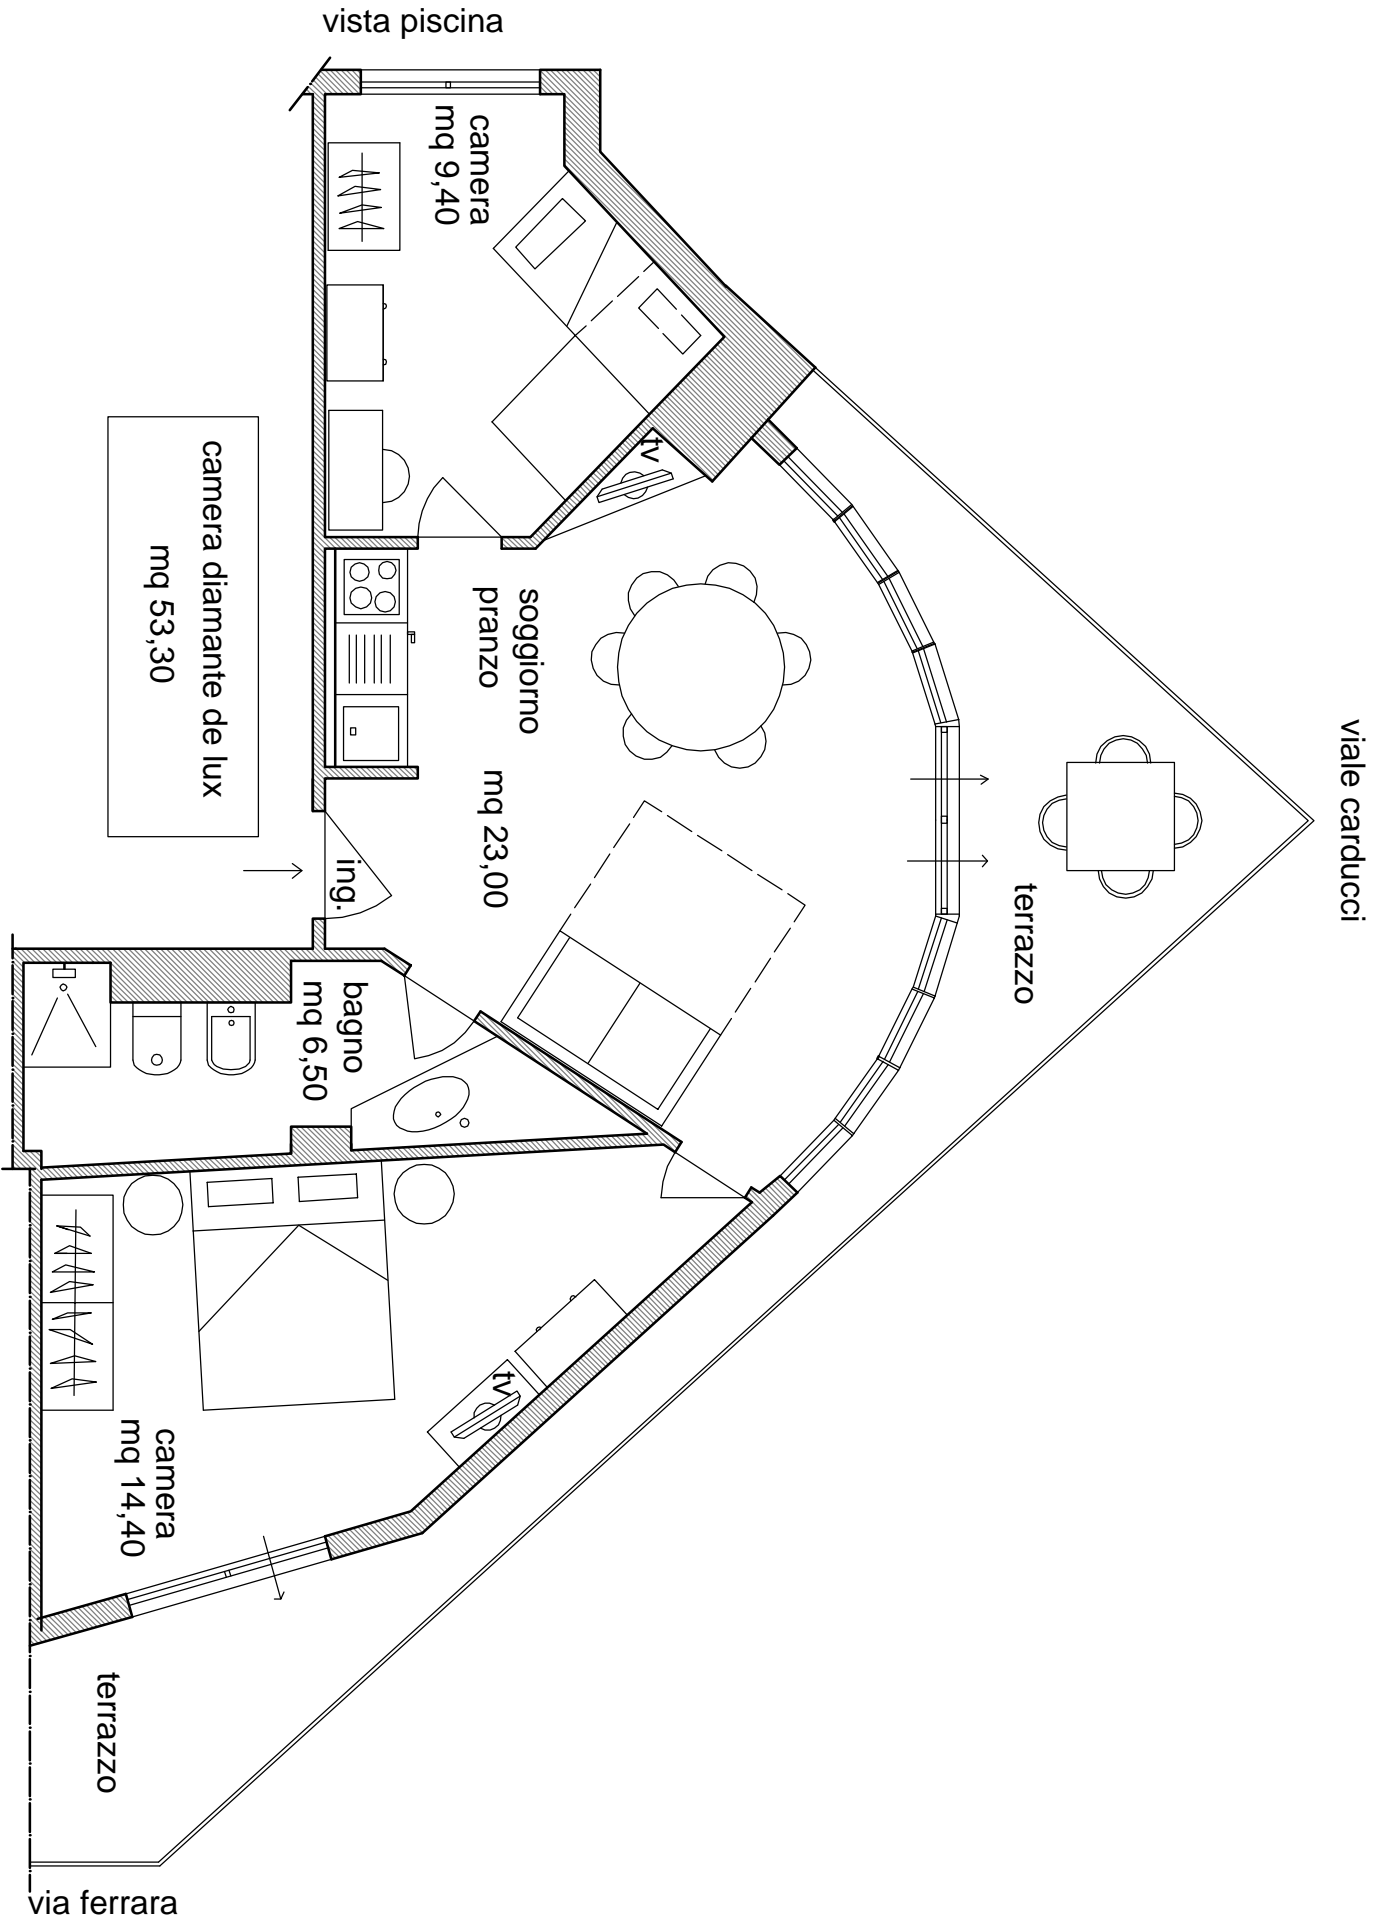 vista piscina
camera
mq 9,40
tv
camera diamante de lux
mq 53,30
soggiorno
pranzo
mq 23,00
ing.
viale carducci
terrazzo
bagno
mq 6,50
tv
camera
mq 14,40
terrazzo
via ferrara